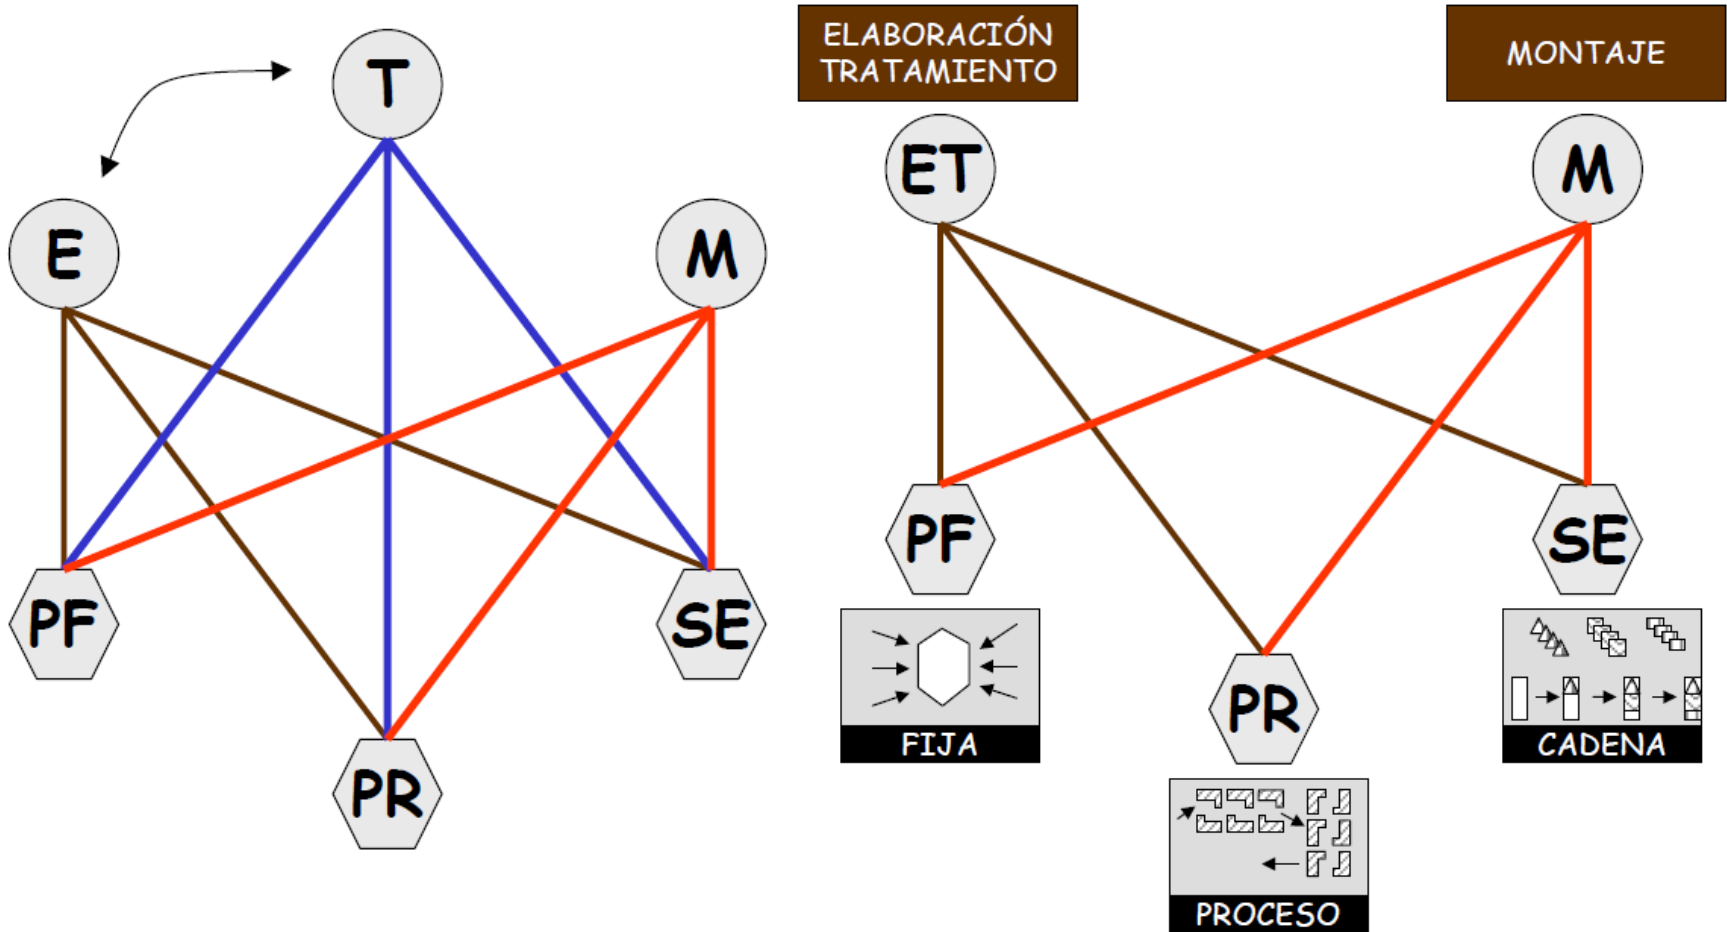 T
E
M
PF
SE
PR
ELABORACIÓN
TRATAMIENTO
MONTAJE
ET
M
PF
SE
PR
FIJA
CADENA
PROCESO